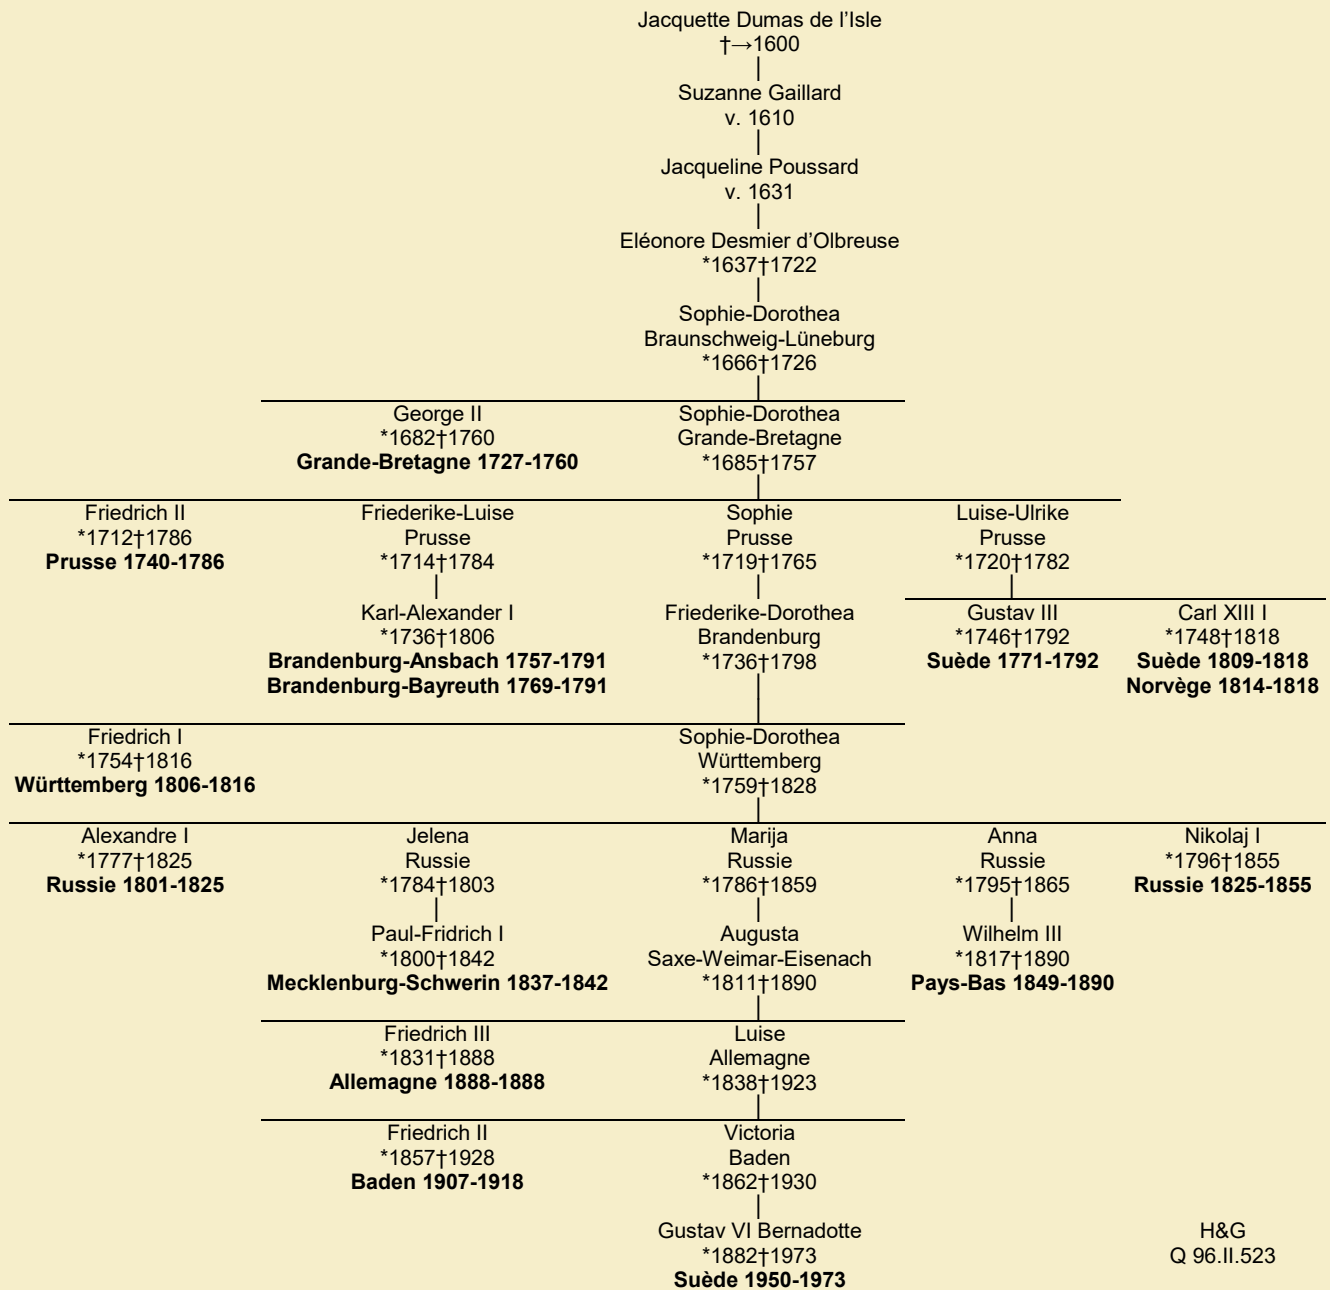 Jacquette Dumas de l'Isle
†→1600
Suzanne Gaillard
v. 1610
Jacqueline Poussard
v. 1631
Eléonore Desmier d'Olbreuse
*1637†1722
Sophie-Dorothea
Braunschweig-Lüneburg
*1666†1726
George II
*1682†1760
Grande-Bretagne 1727-1760
Sophie-Dorothea
Grande-Bretagne
*1685†1757
Friedrich II
*1712†1786
Prusse 1740-1786
Friederike-Luise
Prusse
*1714†1784
Sophie
Prusse
*1719†1765
Luise-Ulrike
Prusse
*1720†1782
Karl-Alexander I
*1736†1806
Brandenburg-Ansbach 1757-1791
Brandenburg-Bayreuth 1769-1791
Friederike-Dorothea
Brandenburg
*1736†1798
Gustav III
*1746†1792
Suède 1771-1792
Carl XIII I
*1748†1818
Suède 1809-1818
Norvège 1814-1818
Friedrich I
*1754†1816
Württemberg 1806-1816
Sophie-Dorothea
Württemberg
*1759†1828
Alexandre I
*1777†1825
Russie 1801-1825
Jelena
Russie
*1784†1803
Marija
Russie
*1786†1859
Anna
Russie
*1795†1865
Nikolaj I
*1796†1855
Russie 1825-1855
Paul-Fridrich I
*1800†1842
Mecklenburg-Schwerin 1837-1842
Augusta
Saxe-Weimar-Eisenach
*1811†1890
Wilhelm III
*1817†1890
Pays-Bas 1849-1890
Friedrich III
*1831†1888
Allemagne 1888-1888
Luise
Allemagne
*1838†1923
Friedrich II
*1857†1928
Baden 1907-1918
Victoria
Baden
*1862†1930
Gustav VI Bernadotte
*1882†1973
Suède 1950-1973
H&G
Q 96.II.523